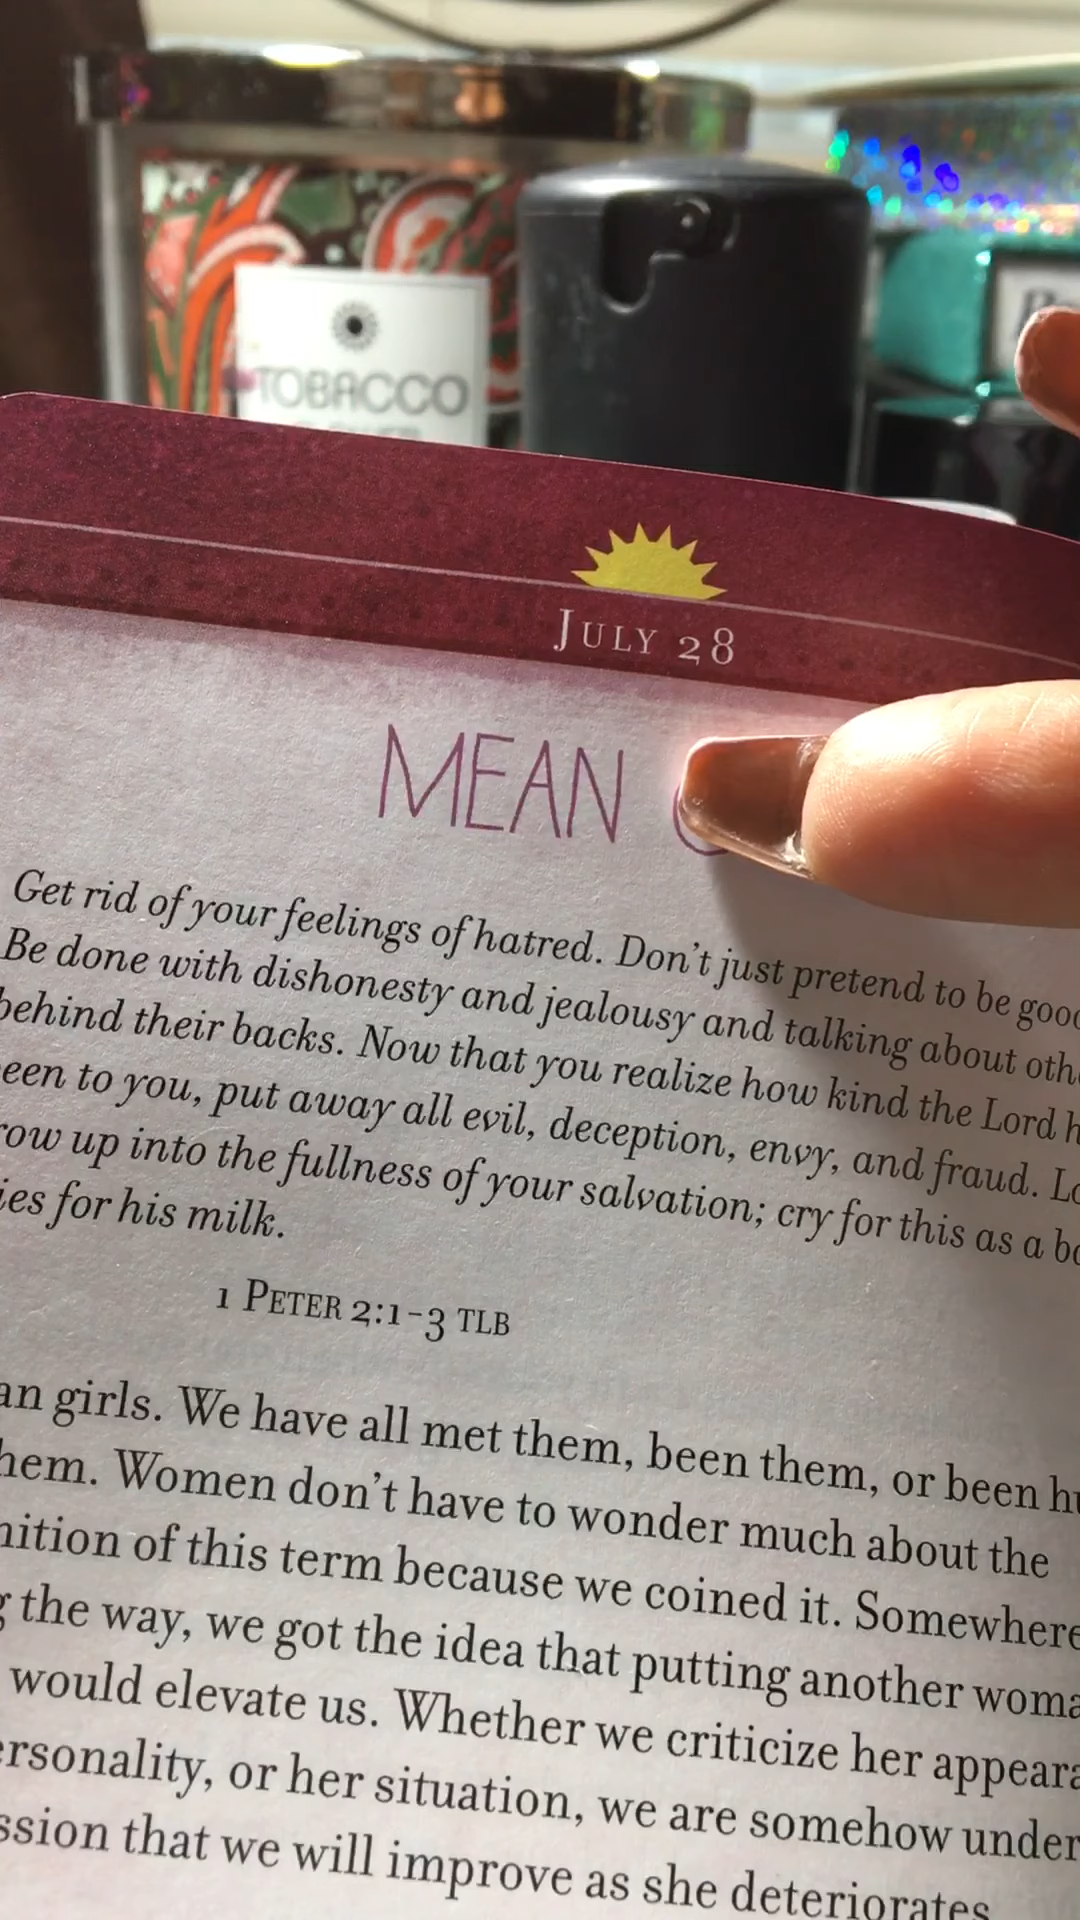 TOBACCO
JULY 28
MEAN
Get rid of your feelings of hatred. Don't just pretend to be good
Be done with dishonesty and jealousy and talking about oth
behind their backs. Now that you realize how kind the Lord h
een to you, put away all evil, deception, envy, and fraud. Lo
row up into the fullness of your salvation; cry for this as a ba
ies for his milk.
1 PETER 2:1-3 TLB
an girls. We have all met them, been them, or been hu
hem. Women don't have to wonder much about the
nition of this term because we coined it. Somewhere
g the way, we got the idea that putting another woma
would elevate us. Whether we criticize her appeara
ersonality, or her situation, we are somehow under
ssion that we will improve as she deteriorates